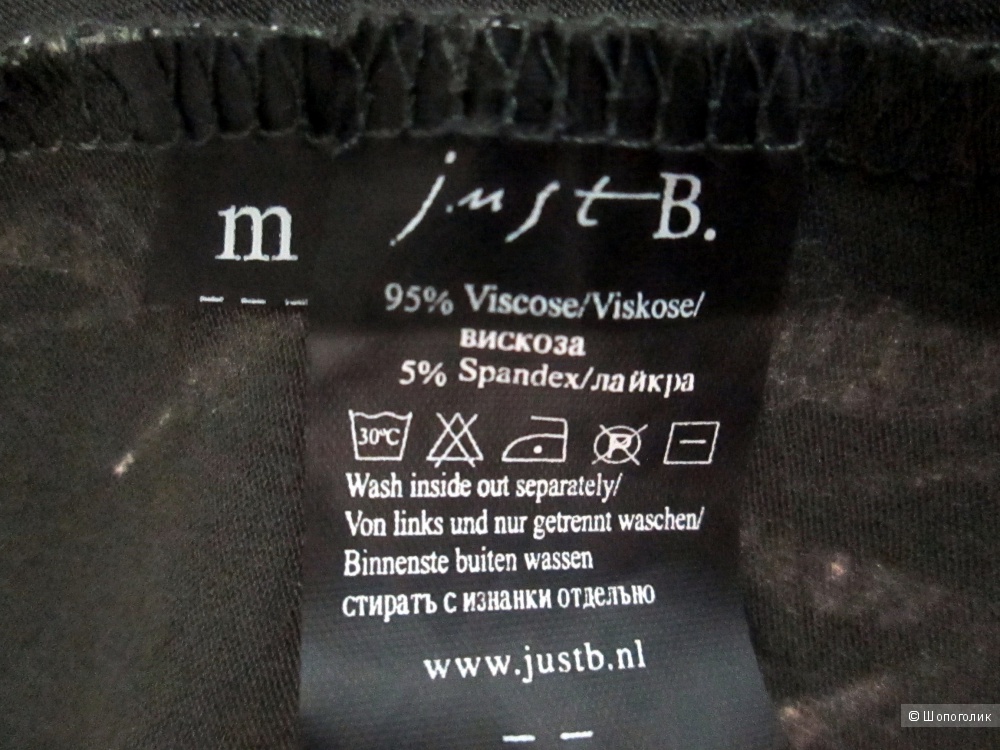 m
just B.
95% Viscose/Viskose/
вискоза
5% Spandex/лайкра
30°C
P
Wash inside out separately/
Von links und nur getrennt waschen/
Binnenste buiten wassen
стирать с изнанки отдельно
www.justb.nl
© Шопоголик